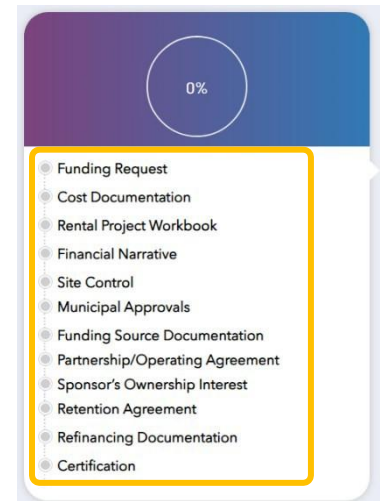 0%
Funding Request
Cost Documentation
Rental Project Workbook
Financial Narrative
Site Control
Municipal Approvals
Funding Source Documentation
Partnership/Operating Agreement
Sponsor's Ownership Interest
Retention Agreement
Refinancing Documentation
Certification